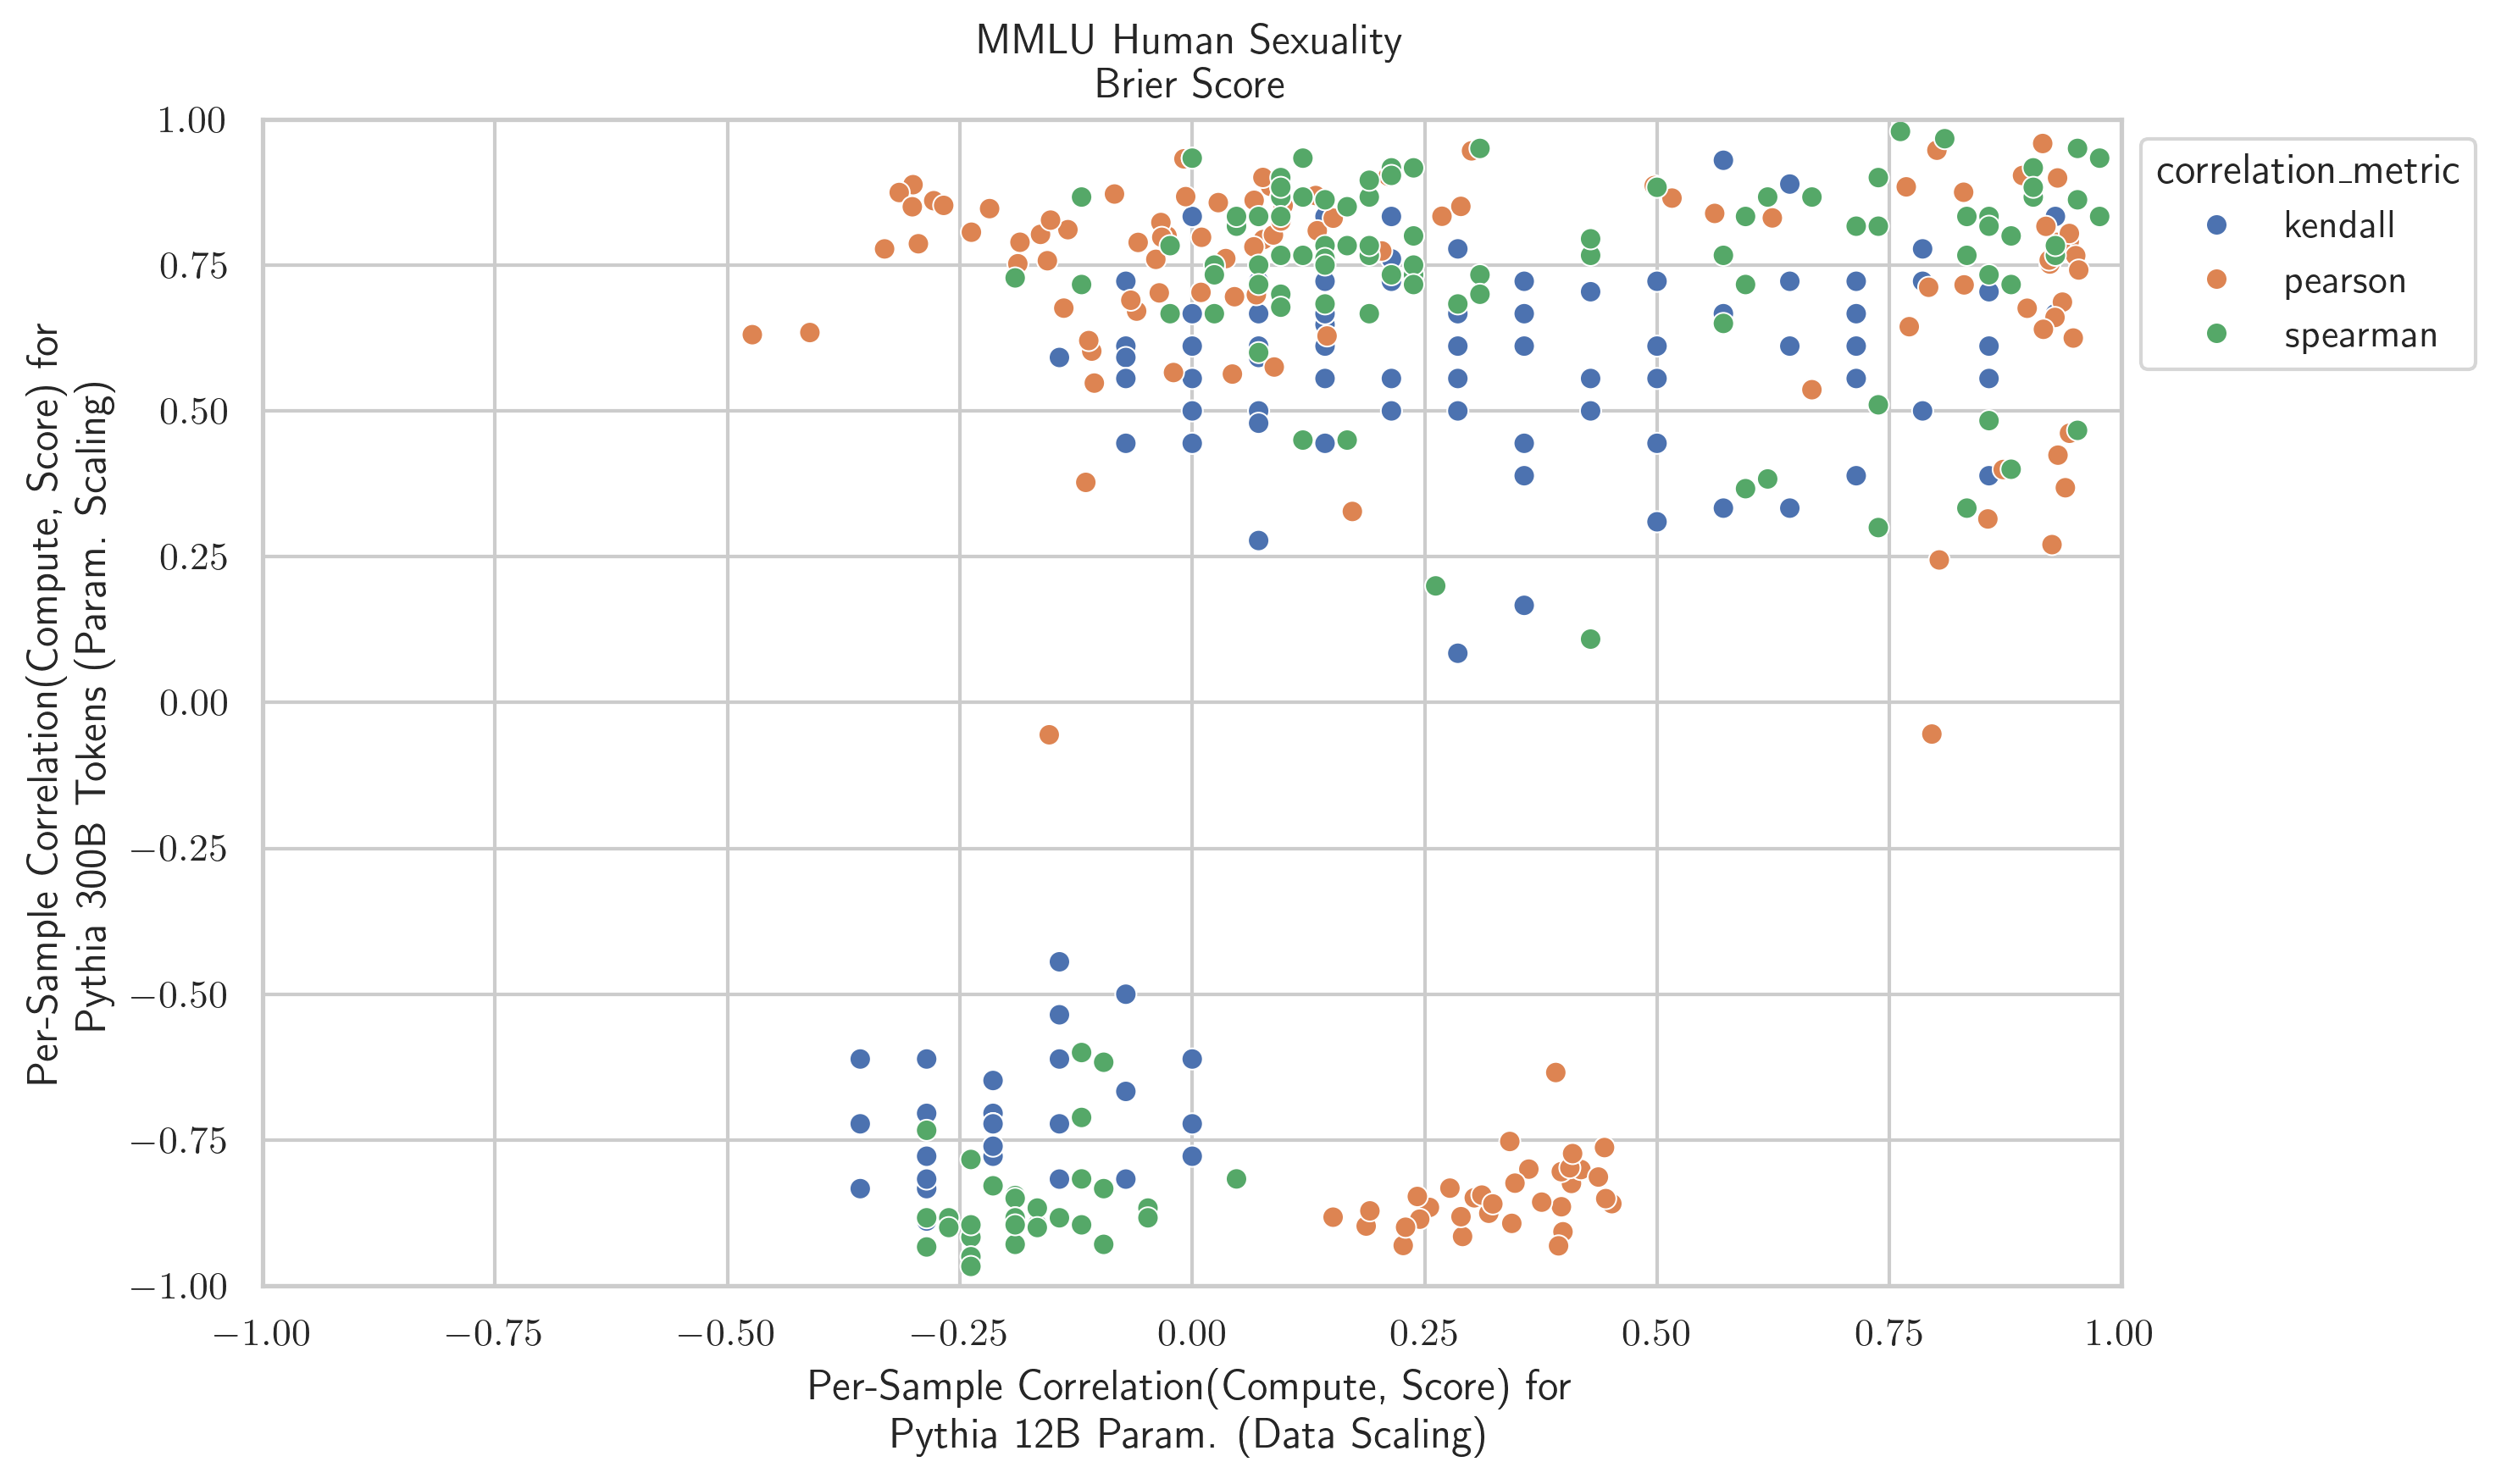 MMLU Human Sexuality
Brier Score
Per-Sample Correlation(Compute, Score) for
Pythia 300B Tokens (Param. Scaling)
1.00
0.75
0.50
0.25
0.00
−0.25
−0.50
−0.75
−1.00
−1.00 −0.75 −0.50 −0.25 0.00 0.25 0.50 0.75 1.00
Per-Sample Correlation(Compute, Score) for
Pythia 12B Param. (Data Scaling)
correlation_metric
kendall
pearson
spearman